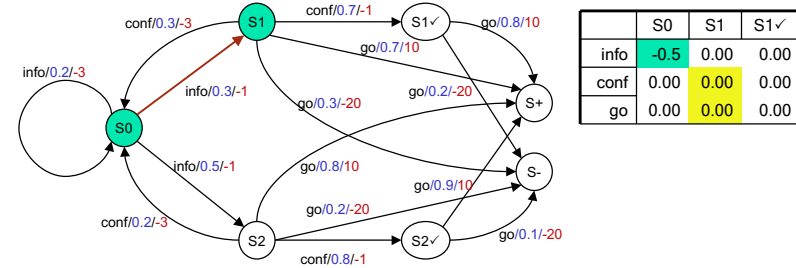 conf/0.7/-1
conf/0.3/-3
S1
S1✓
go/0.8/10
go/0.7/10
info/0.2/-3
info/0.3/-1
go/0.3/-20
go/0.2/-20
S+
S0
info/0.5/-1
go/0.8/10
S-
go/0.9/10
conf/0.2/-3
go/0.2/-20
S2
S2✓
go/0.1/-20
conf/0.8/-1
S0 S1 S1✓
info -0.5 0.00 0.00
conf 0.00 0.00 0.00
go 0.00 0.00 0.00